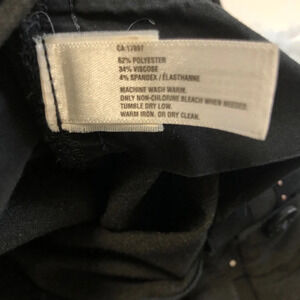 CA 17897
62% POLYESTER
34% VISCOSE
4% SPANDEX / ÉLASTHANNE
MACHINE WASH WARM.
ONLY NON-CHLORINE BLEACH WHEN NEEDED.
TUMBLE DRY LOW.
WARM IRON, OR DRY CLEAN.